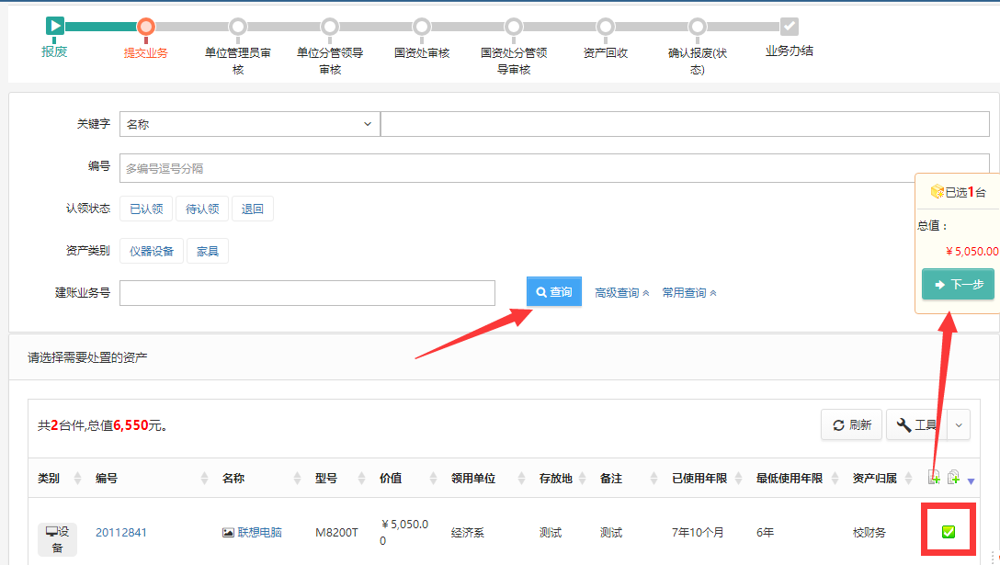 报废
提交业务
单位管理员审
核
单位分管领导
审核
国资处审核
国资处分管领
导审核
资产回收
确认报废(状
态)
业务办结
关键字 名称
编号 多编号逗号分隔
已选1台
认领状态 已认领 待认领 退回
总值：
资产类别 仪器设备 家具
￥5,050.00
下一步
建账业务号 查询 高级查询 常用查询
请选择需要处置的资产
共2台件,总值6,550元。 刷新 工具
类别 编号 名称 型号 价值 领用单位 存放地 备注 已使用年限 最低使用年限 资产归属
设
备
20112841 联想电脑 M8200T ￥5,050.0
0
经济系 测试 测试 7年10个月 6年 校财务